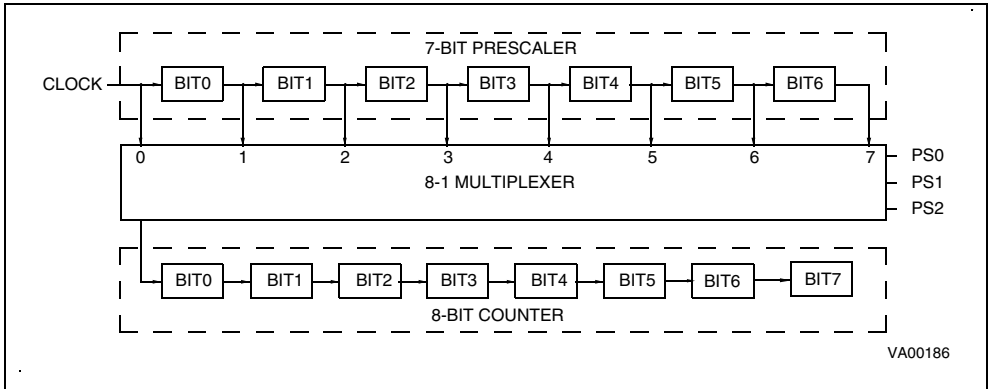 7-BIT PRESCALER
CLOCK BIT0 BIT1 BIT2 BIT3 BIT4 BIT5 BIT6
0 1 2 3 4 5 6 7
PS0
8-1 MULTIPLEXER
PS1
PS2
BIT0 BIT1 BIT2 BIT3 BIT4 BIT5 BIT6 BIT7
8-BIT COUNTER
VA00186